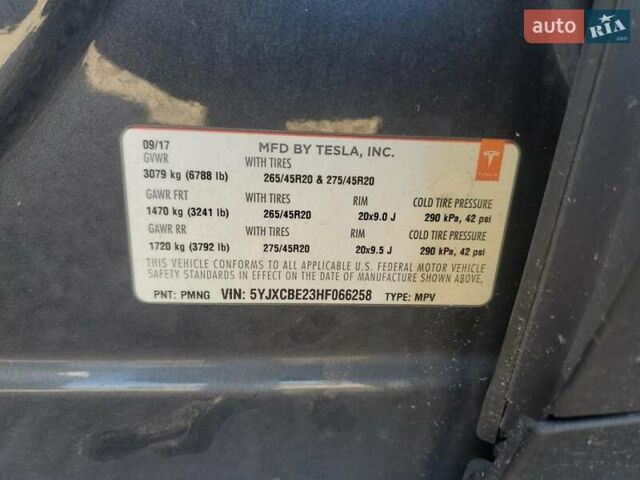 auto RIA.com
09/17 MFD BY TESLA, INC.
GVWR WITH TIRES
3079 kg (6788 lb) 265/45R20 & 275/45R20
TESLA
GAWR FRT WITH TIRES RIM COLD TIRE PRESSURE
1470 kg (3241 lb) 265/45R20 20x9.0 J 290 kPa, 42 psi
GAWR RR WITH TIRES RIM COLD TIRE PRESSURE
1720 kg (3792 lb) 275/45R20 20x9.5 J 290 kPa, 42 psi
THIS VEHICLE CONFORMS TO ALL APPLICABLE U.S. FEDERAL MOTOR VEHICLE
SAFETY STANDARDS IN EFFECT ON THE DATE OF MANUFACTURE SHOWN ABOVE.
PNT: PMNG VIN: 5YJXCBE23HF066258 TYPE: MPV